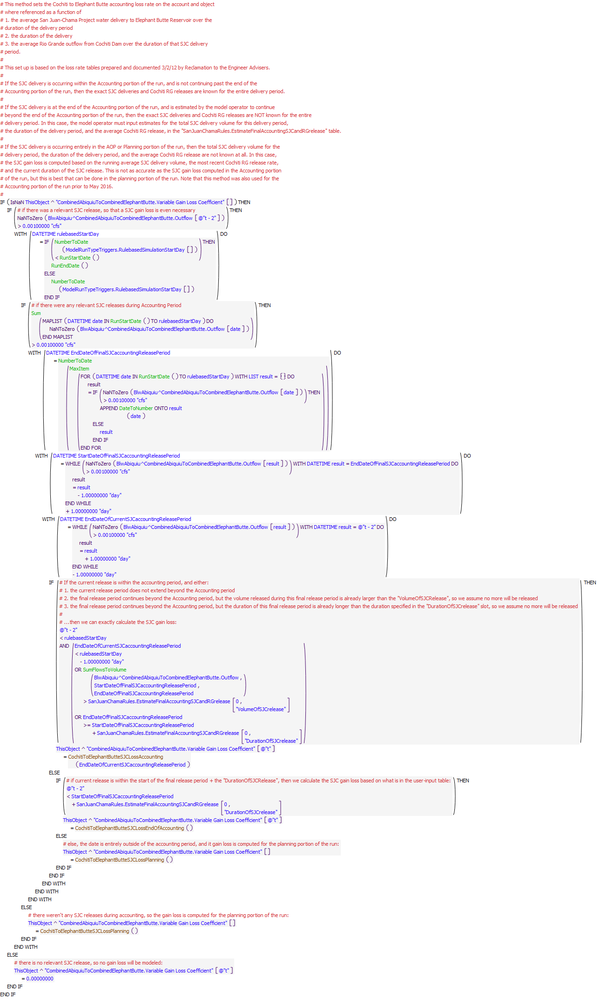 # This method sets the Cochiti to Elephant Butte accounting loss rate on the account and object
# where referenced as a function of
# 1. the average San Juan-Chama Project water delivery to Elephant Butte Reservoir over the
# duration of the delivery period
# 2. the duration of the delivery
# 3. the average Rio Grande outflow from Cochiti Dam over the duration of that SJC delivery
# period.
#
# This set up is based on the loss rate tables prepared and documented 3/2/12 by Reclamation to the Engineer Advisers.
#
# If the SJC delivery is occurring within the Accounting portion of the run, and is not continuing past the end of the
# Accounting portion of the run, then the exact SJC deliveries and Cochiti RG releases are known for the entire delivery period.
#
# If the SJC delivery is at the end of the Accounting portion of the run, and is estimated by the model operator to continue
# beyond the end of the Accounting portion of the run, then the exact SJC deliveries and Cochiti RG releases are NOT known for the entire
# delivery period. In this case, the model operator must input estimates for the total SJC delivery volume for this delivery period,
# the duration of the delivery period, and the average Cochiti RG release, in the "SanJuanChamaRules.EstimateFinalAccountingSJCandRGrelease" table.
#
# If the SJC delivery is occurring entirely in the AOP or Planning portion of the run, then the total SJC delivery volume for the
# delivery period, the duration of the delivery period, and the average Cochiti RG release are not known at all. In this case,
# the SJC gain loss is computed based on the running average SJC delivery volume, the most recent Cochiti RG release rate,
# and the current duration of the SJC release. This is not as accurate as the SJC gain loss computed in the Accounting portion
# of the run, but this is best that can be done in the planning portion of the run. Note that this method was also used for the
# Accounting portion of the run prior to May 2016.
#
IF ( IsNaN ThisObject ^ "CombinedAbiquiuToCombinedElephantButte.Variable Gain Loss Coefficient" [ ] ) THEN
IF ( # if there was a relevant SJC release, so that a SJC gain loss is even necessary ) THEN
NaNToZero ( BlwAbiquiu^CombinedAbiquiuToCombinedElephantButte.Outflow [ @"t - 2" ] )
> 0.00100000 "cfs"
WITH ( DATETIME rulebasedStartDay ) DO
= IF ( NumberToDate ) THEN
( ModelRunTypeTriggers.RulebasedSimulationStartDay [ ] )
< RunStartDate ( )
RunEndDate ( )
ELSE
NumberToDate
( ModelRunTypeTriggers.RulebasedSimulationStartDay [ ] )
END IF
IF ( # if there were any relevant SJC releases during Accounting Period ) THEN
Sum
( MAPLIST ( DATETIME date IN RunStartDate ( ) TO rulebasedStartDay ) DO
NaNToZero ( BlwAbiquiu^CombinedAbiquiuToCombinedElephantButte.Outflow [ date ] )
END MAPLIST )
> 0.00100000 "cfs"
WITH ( DATETIME EndDateOfFinalSJCaccountingReleasePeriod ) DO
= NumberToDate
( MaxItem )
( FOR ( DATETIME date IN RunStartDate ( ) TO rulebasedStartDay ) WITH LIST result = { } DO
result
= IF ( NaNToZero ( BlwAbiquiu^CombinedAbiquiuToCombinedElephantButte.Outflow [ date ] ) ) THEN
> 0.00100000 "cfs"
APPEND DateToNumber ONTO result
( date )
ELSE
result
END IF
END FOR )
WITH ( DATETIME StartDateOfFinalSJCaccountingReleasePeriod ) DO
= WHILE ( NaNToZero ( BlwAbiquiu^CombinedAbiquiuToCombinedElephantButte.Outflow [ result ] ) ) WITH DATETIME result = EndDateOfFinalSJCaccountingReleasePeriod DO
> 0.00100000 "cfs"
result
= result
- 1.00000000 "day"
END WHILE
+ 1.00000000 "day"
WITH ( DATETIME EndDateOfCurrentSJCaccountingReleasePeriod ) DO
= WHILE ( NaNToZero ( BlwAbiquiu^CombinedAbiquiuToCombinedElephantButte.Outflow [ result ] ) ) WITH DATETIME result = @"t - 2" DO
> 0.00100000 "cfs"
result
= result
+ 1.00000000 "day"
END WHILE
- 1.00000000 "day"
IF ( # If the current release is within the accounting period, and either: ) THEN
# 1. the current release period does not extend beyond the Accounting period
# 2. the final release period continues beyond the Accounting period, but the volume released during this final release period is already larger than the "VolumeOfSJCRelease", so we assume no more will be released
# 3. the final release period continues beyond the Accounting period, but the duration of this final release period is already longer than the duration specified in the "DurationOfSJCrelease" slot, so we assume no more will be released
#
# ...then we can exactly calculate the SJC gain loss:
@"t - 2"
< rulebasedStartDay
AND ( EndDateOfCurrentSJCaccountingReleasePeriod )
< rulebasedStartDay
- 1.00000000 "day"
OR SumFlowsToVolume
( BlwAbiquiu^CombinedAbiquiuToCombinedElephantButte.Outflow ,
StartDateOfFinalSJCaccountingReleasePeriod ,
EndDateOfFinalSJCaccountingReleasePeriod )
> SanJuanChamaRules.EstimateFinalAccountingSJCandRGrelease [ 0 ,
"VolumeOfSJCrelease" ]
OR EndDateOfFinalSJCaccountingReleasePeriod
>= StartDateOfFinalSJCaccountingReleasePeriod
+ SanJuanChamaRules.EstimateFinalAccountingSJCandRGrelease [ 0 ,
"DurationOfSJCrelease" ]
ThisObject ^ "CombinedAbiquiuToCombinedElephantButte.Variable Gain Loss Coefficient" [ @"t" ]
= CochitiToElephantButteSJCLossAccounting
( EndDateOfCurrentSJCaccountingReleasePeriod )
ELSE
IF ( # if current release is within the start of the final release period + the "DurationOfSJCRelease", then we calculate the SJC gain loss based on what is in the user-input table: ) THEN
@"t - 2"
< StartDateOfFinalSJCaccountingReleasePeriod
+ SanJuanChamaRules.EstimateFinalAccountingSJCandRGrelease [ 0 ,
"DurationOfSJCrelease" ]
ThisObject ^ "CombinedAbiquiuToCombinedElephantButte.Variable Gain Loss Coefficient" [ @"t" ]
= CochitiToElephantButteSJCLossEndOfAccounting ( )
ELSE
# else, the date is entirely outside of the accounting period, and it gain loss is computed for the planning portion of the run:
ThisObject ^ "CombinedAbiquiuToCombinedElephantButte.Variable Gain Loss Coefficient" [ ]
= CochitiToElephantButteSJCLossPlanning ( )
END IF
END IF
END WITH
END WITH
END WITH
ELSE
# there weren't any SJC releases during accounting, so the gain loss is computed for the planning portion of the run:
ThisObject ^ "CombinedAbiquiuToCombinedElephantButte.Variable Gain Loss Coefficient" [ ]
= CochitiToElephantButteSJCLossPlanning ( )
END IF
END WITH
ELSE
# there is no relevant SJC release, so no gain loss will be modeled:
ThisObject ^ "CombinedAbiquiuToCombinedElephantButte.Variable Gain Loss Coefficient" [ @"t" ]
= 0.00000000
END IF
END IF